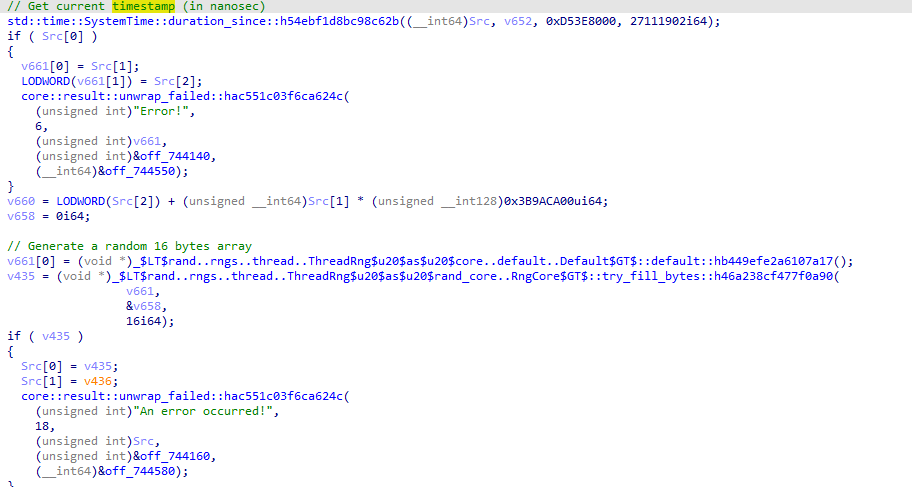 // Get current timestamp (in nanosec)
std::time::SystemTime::duration_since::h54ebf1d8bc98c62b((__int64)Src, v652, 0xD53E8000, 27111902i64);
if ( Src[0] )
{
  v661[0] = Src[1];
  LODWORD(v661[1]) = Src[2];
  core::result::unwrap_failed::hac551c03f6ca624c(
    (unsigned int)"Error!",
    6,
    (unsigned int)v661,
    (unsigned int)&off_744140,
    (__int64)&off_744550);
}
v660 = LODWORD(Src[2]) + (unsigned __int64)Src[1] * (unsigned __int128)0x3B9ACA00ui64;
v658 = 0i64;
// Generate a random 16 bytes array
v661[0] = (void *)_$LT$rand..rngs..thread..ThreadRng$u20$as$u20$core..default..Default$GT$::default::hb449efe2a6107a17();
v435 = (void *)_$LT$rand..rngs..thread..ThreadRng$u20$as$u20$rand_core..RngCore$GT$::try_fill_bytes::h46a238cf477f0a90(
                 v661,
                 &v658,
                 16i64);
if ( v435 )
{
  Src[0] = v435;
  Src[1] = v436;
  core::result::unwrap_failed::hac551c03f6ca624c(
    (unsigned int)"An error occurred!",
    18,
    (unsigned int)Src,
    (unsigned int)&off_744160,
    (__int64)&off_744580);
}